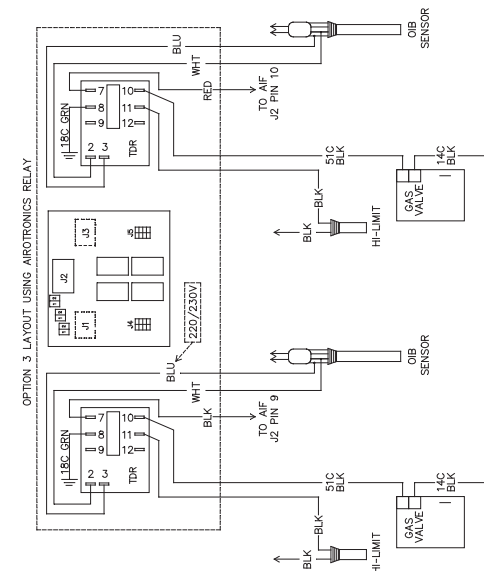 OPTION 3 LAYOUT USING AIROTRONICS RELAY
BLU
WHT
RED
TO AIF
J2 PIN 10
OIB
SENSOR
18C GRN
7
8
9
10
11
12
2 3
TDR
51C
BLK
14C
BLK
BLK
BLK
HI-LIMIT
GAS
VALVE
J1
J2
J3
J4
J5
220/230V
BLU
WHT
BLK
TO AIF
J2 PIN 9
OIB
SENSOR
18C GRN
7
8
9
10
11
12
2 3
TDR
51C
BLK
14C
BLK
BLK
BLK
HI-LIMIT
GAS
VALVE